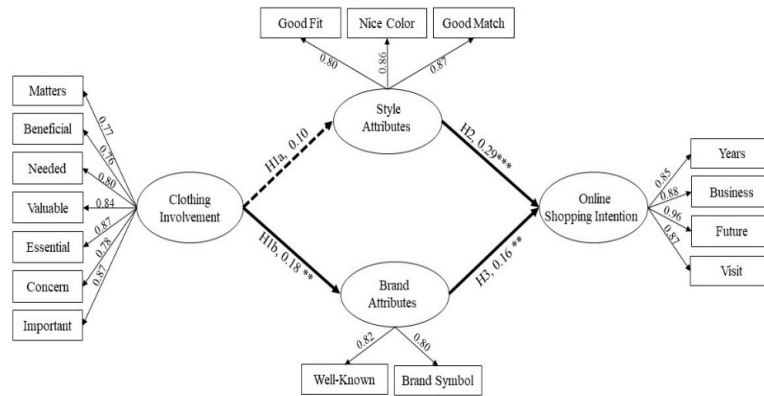 Good Fit
Nice Color
Good Match
0.80
0.86
0.87
Style
Attributes
Matters
Beneficial
Needed
Valuable
Essential
Concern
Important
0.77
0.76
0.80
0.84
0.87
0.78
0.87
Clothing
Involvement
H1a, 0.10
H1b, 0.18 **
H2, 0.29***
H3, 0.16 **
Online
Shopping Intention
0.85
0.88
0.96
0.87
Years
Business
Future
Visit
Brand
Attributes
0.82
0.80
Well-Known
Brand Symbol